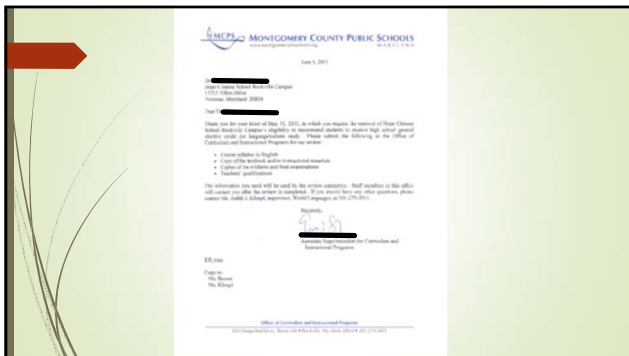 MCPS MONTGOMERY COUNTY PUBLIC SCHOOLS
www.montgomeryschoolsmd.org MARYLAND
June 9, 2011
Hope Chinese School Rockville Campus
Drive
Maryland 20854
Dear
Thank you for your letter of May 31, 2011, in which you request the renewal of Hope Chinese
School Rockville Campus's eligibility to recommend students to receive high school general
elective credit for language/culture study. Please submit the following to the Office of
Curriculum and Instructional Programs for our review:
• Course syllabus in English
• Copy of the textbook and/or instructional materials
• Copies of the midterm and final examinations
• Teachers' qualifications
The information you send will be used by the review committee. Staff members in this office
will contact you after the review is completed. If you should have any other questions, please
contact Ms. Judith J. Klimpl, supervisor, World Languages, at 301-279-3911.
Sincerely,
Associate Superintendent for Curriculum and
Instructional Programs
Copy to:
Ms. Brown
Ms. Klimpl
Office of Curriculum and Instructional Programs